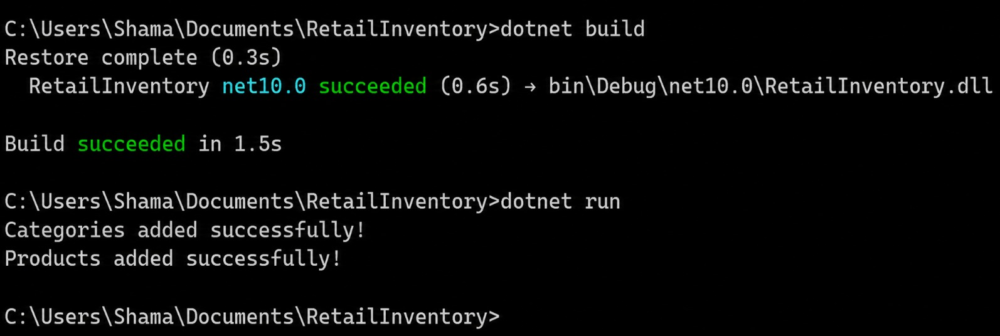 C:\Users\Shama\Documents\RetailInventory>dotnet build
Restore complete (0.3s)
  RetailInventory net10.0 succeeded (0.6s) → bin\Debug\net10.0\RetailInventory.dll
Build succeeded in 1.5s
C:\Users\Shama\Documents\RetailInventory>dotnet run
Categories added successfully!
Products added successfully!
C:\Users\Shama\Documents\RetailInventory>